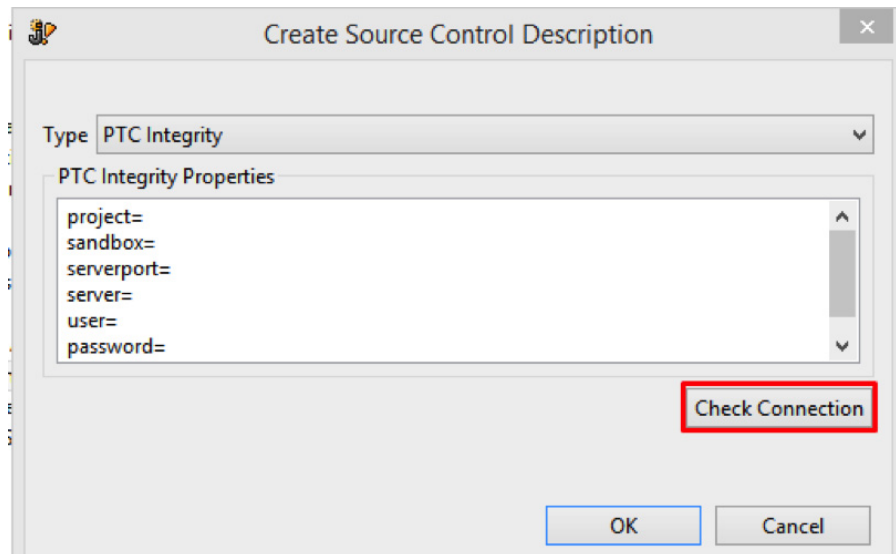 Create Source Control Description
Type PTC Integrity
PTC Integrity Properties
project=
sandbox=
serverport=
server=
user=
password=
Check Connection
OK Cancel